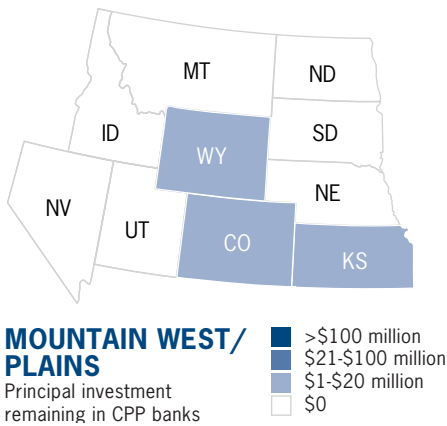 MT
ND
ID
WY
SD
NV
UT
CO
NE
KS
MOUNTAIN WEST/
PLAINS
Principal investment
remaining in CPP banks
>$100 million
$21-$100 million
$1-$20 million
$0